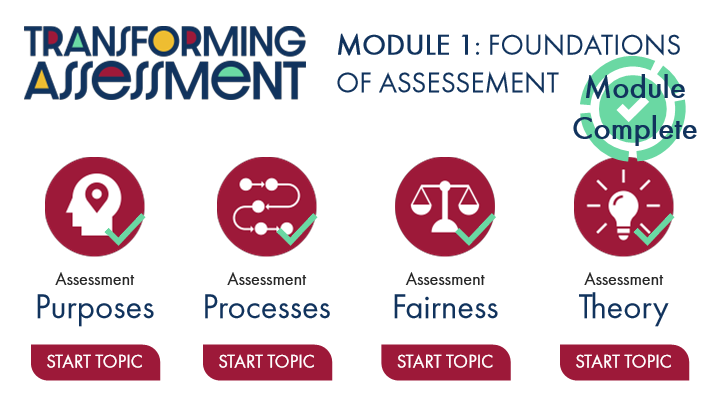 TRANSFORMING
ASSESSMENT
MODULE 1: FOUNDATIONS
OF ASSESSEMENT
Module
Complete
Assessment
Purposes
Assessment
Processes
Assessment
Fairness
Assessment
Theory
START TOPIC
START TOPIC
START TOPIC
START TOPIC